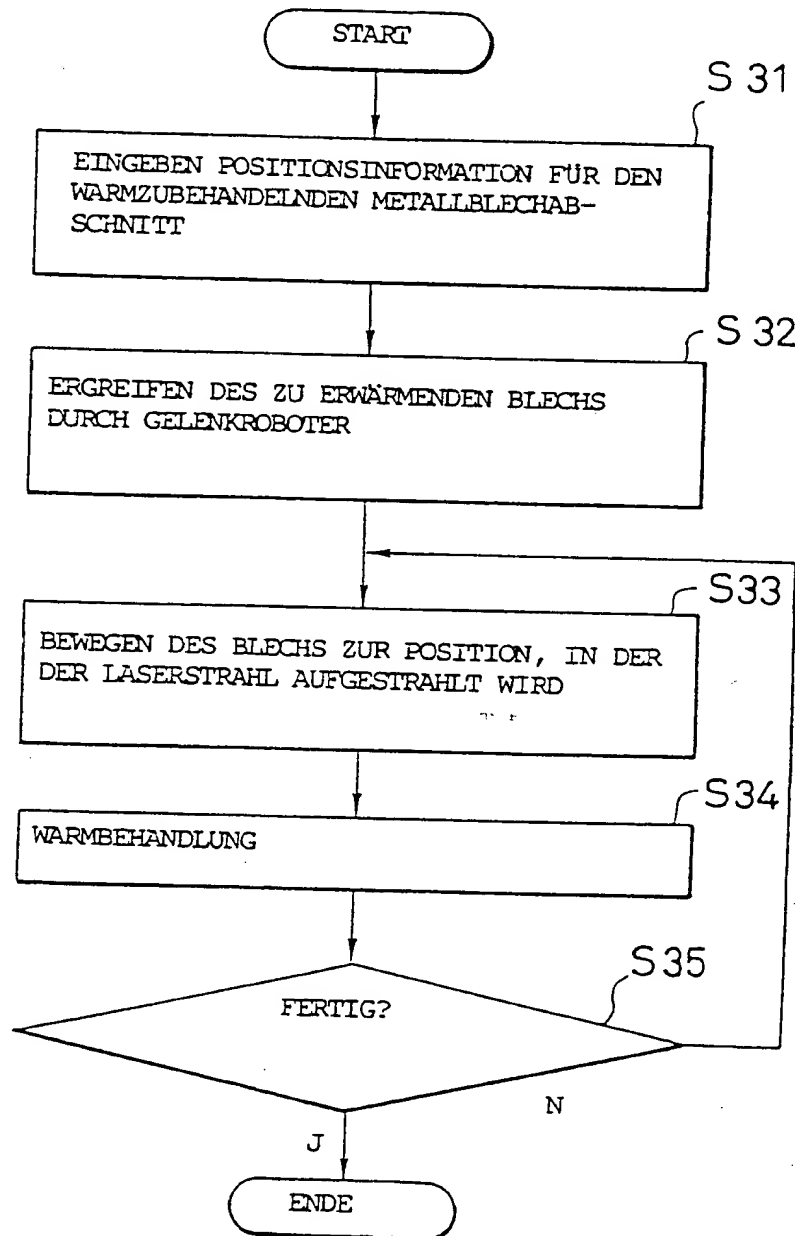 START
S 31
EINGEBEN POSITIONSINFORMATION FÜR DEN
WARMZUBEHANDELNDEN METALLBLECHAB-
SCHNITT
S 32
ERGREIFEN DES ZU ERWÄRMENDEN BLECHS
DURCH GELENKROBOTER
S33
BEWEGEN DES BLECHS ZUR POSITION, IN DER
DER LASERSTRAHL AUFGESTRAHLT WIRD
S34
WARMBEHANDLUNG
S35
FERTIG?
N
J
ENDE